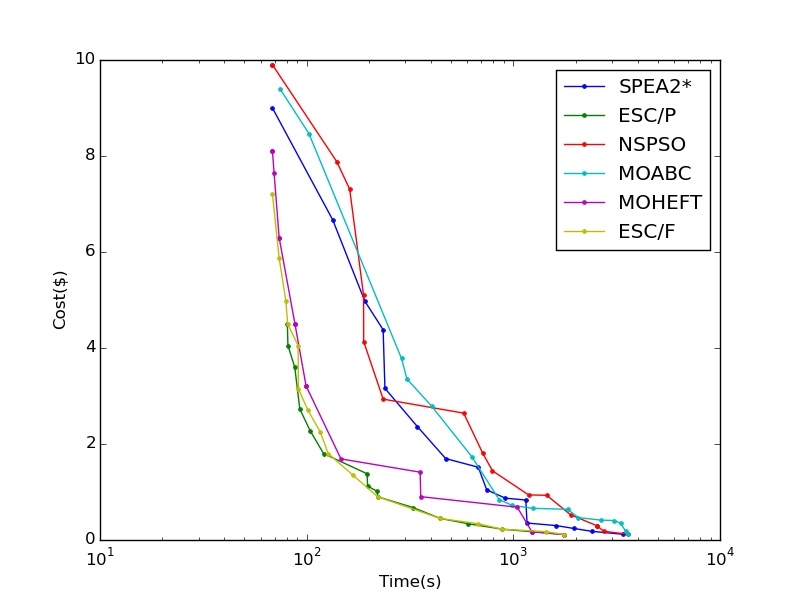 10
8
6
4
2
0
Cost($)
SPEA2*
ESC/P
NSPSO
MOABC
MOHEFT
ESC/F
10¹ 10² 10³ 10⁴
Time(s)